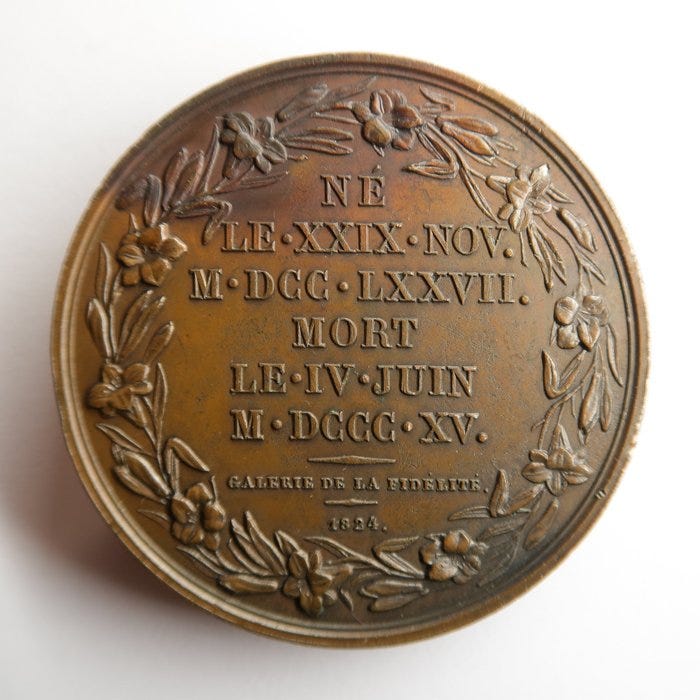 NÉ
LE·XXIX·NOV.
M·DCC·LXXVII.
MORT
LE·IV·JUIN
M·DCCC·XV.
GALERIE DE LA FIDÉLITÉ.
1824.